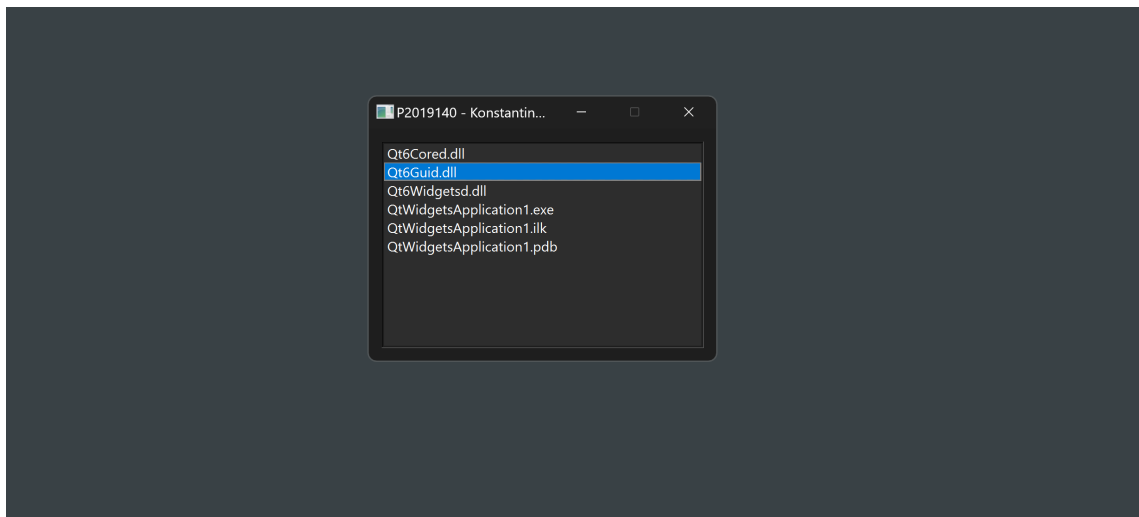 P2019140 - Konstantin...
Qt6Cored.dll
Qt6Guid.dll
Qt6Widgetsd.dll
QtWidgetsApplication1.exe
QtWidgetsApplication1.ilk
QtWidgetsApplication1.pdb